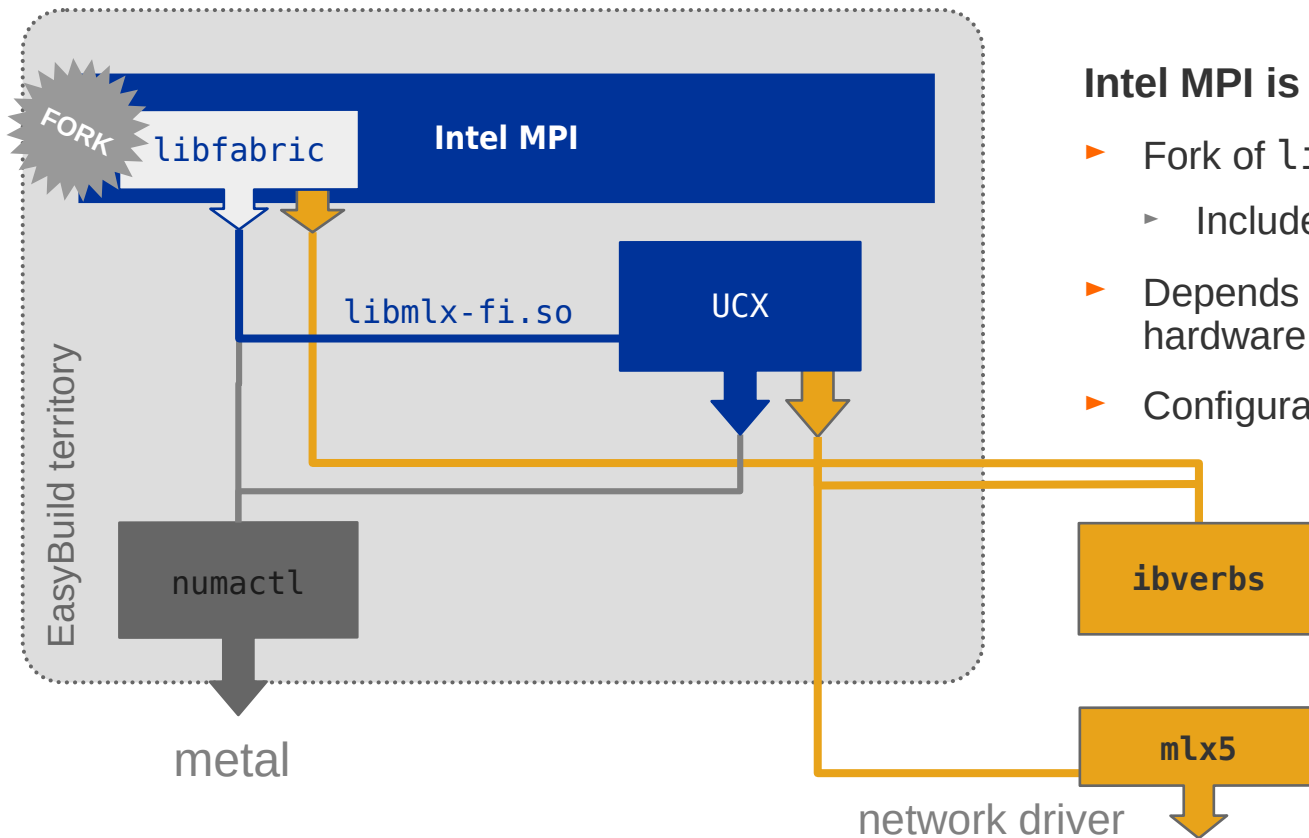 FORK
libfabric
Intel MPI
libmlx-fi.so
UCX
EasyBuild territory
numactl
metal
Intel MPI is
Fork of li
Include
Depends
hardware
Configura
ibverbs
mlx5
network driver